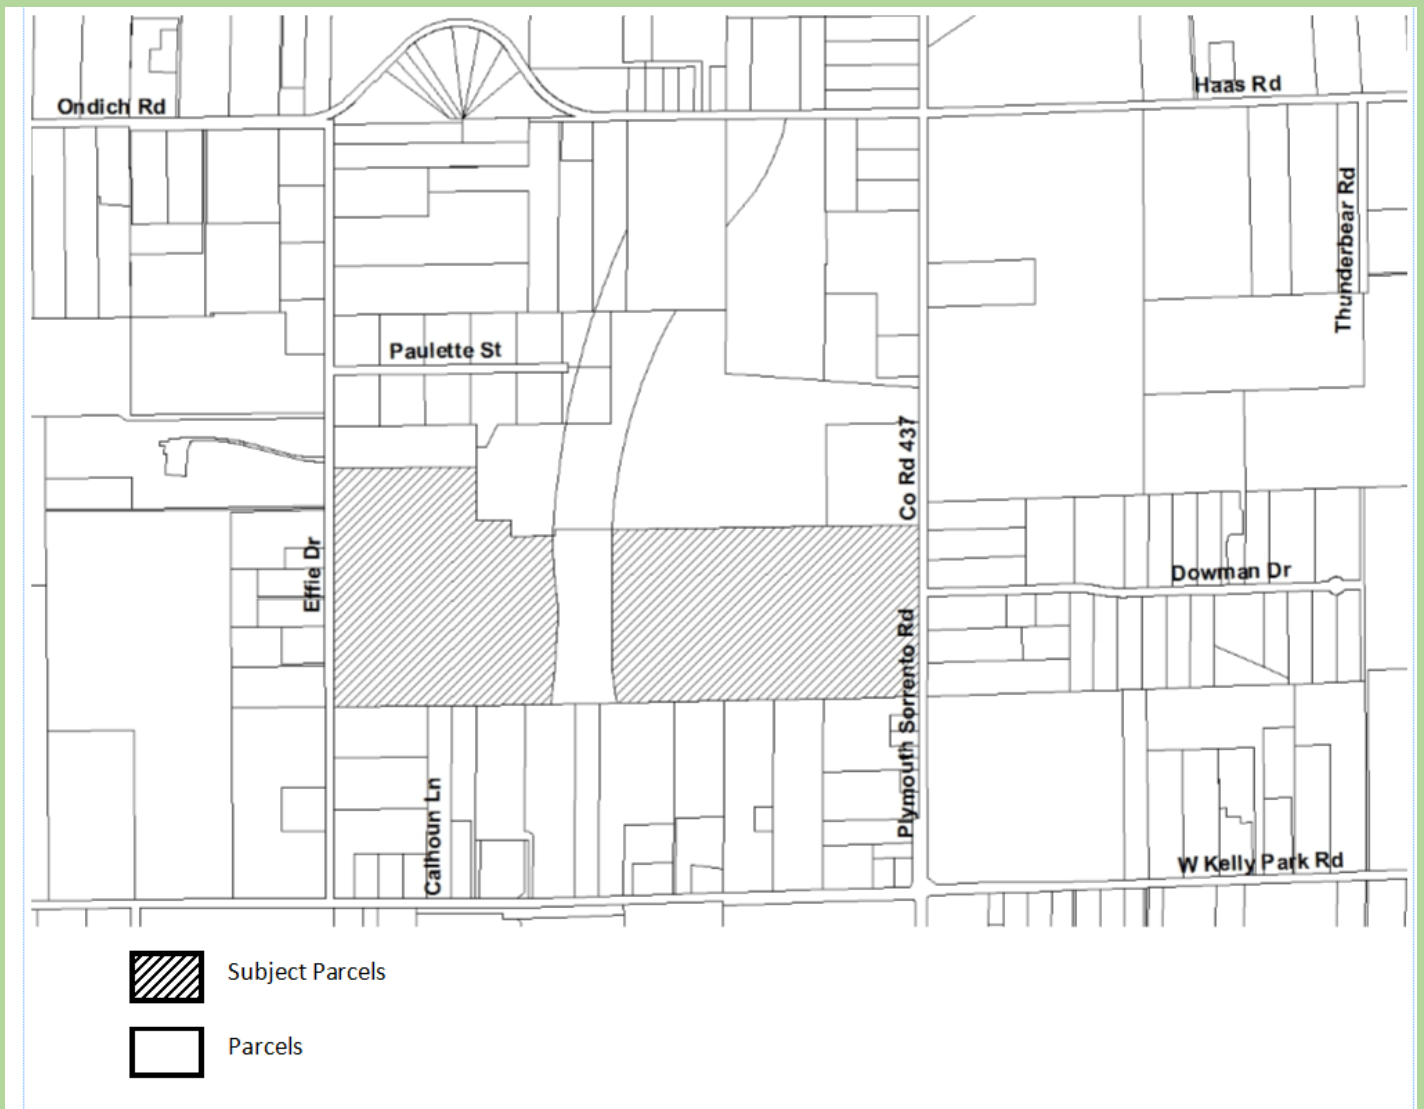 Haas Rd
Ondich Rd
Thunderbear Rd
Paulette St
Co Rd 437
Effie Dr
Dowman Dr
Plymouth Sorrento Rd
Calhoun Ln
W Kelly Park Rd
Subject Parcels
Parcels